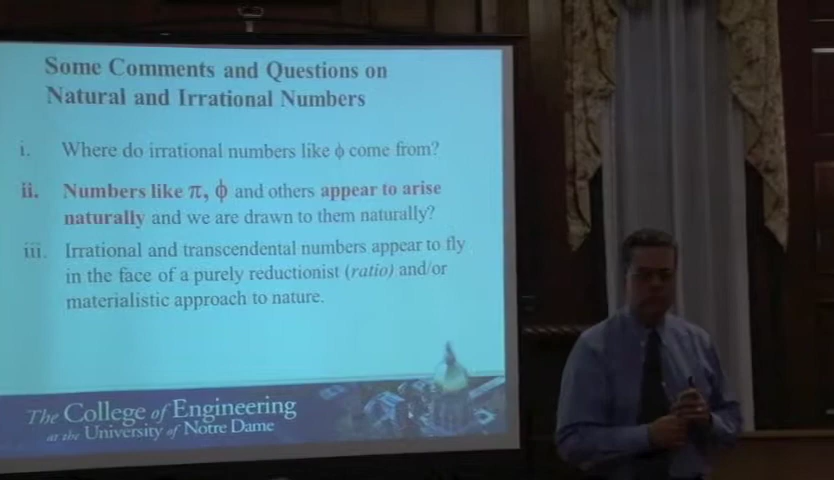 Some Comments and Questions on
Natural and Irrational Numbers
i. Where do irrational numbers like ϕ come from?
ii. Numbers like π, ϕ and others appear to arise
naturally and we are drawn to them naturally?
iii. Irrational and transcendental numbers appear to fly
in the face of a purely reductionist (ratio) and/or
materialistic approach to nature.
The College of Engineering
at the University of Notre Dame